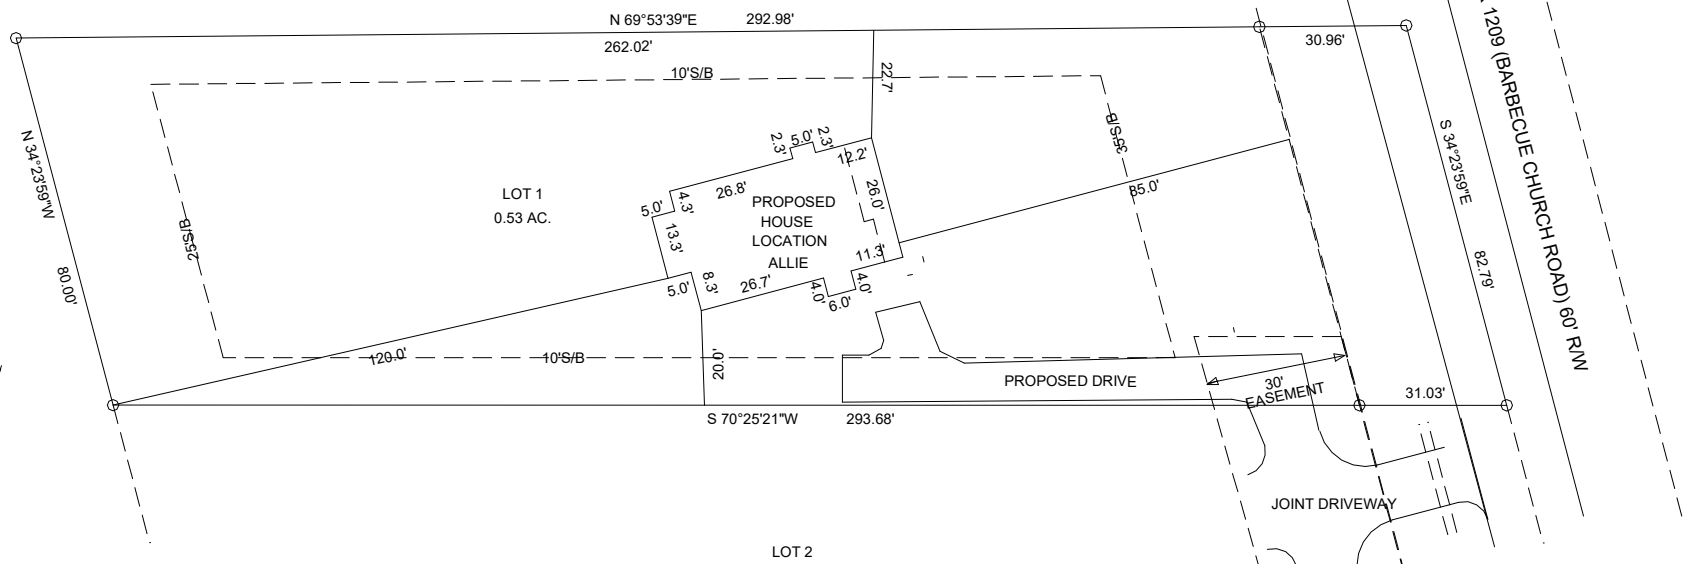 N 69°53'39"E 292.98'
262.02'
30.96'
1209 (BARBECUE CHURCH ROAD) 60' R/W
10'S/B
22.7'
N 34°23'59"W
80.00'
25'S/B
LOT 1
0.53 AC.
2.3'
5.0'
2.3'
12.2'
26.8'
4.3'
5.0'
13.3'
26.0'
PROPOSED
HOUSE
LOCATION
ALLIE
11.3'
35'S/B
85.0'
S 34°23'59"E
82.79'
5.0'
8.3'
26.7'
4.0'
6.0'
4.0'
120.0'
10'S/B
20.0'
PROPOSED DRIVE
30'
EASEMENT
31.03'
S 70°25'21"W 293.68'
JOINT DRIVEWAY
LOT 2